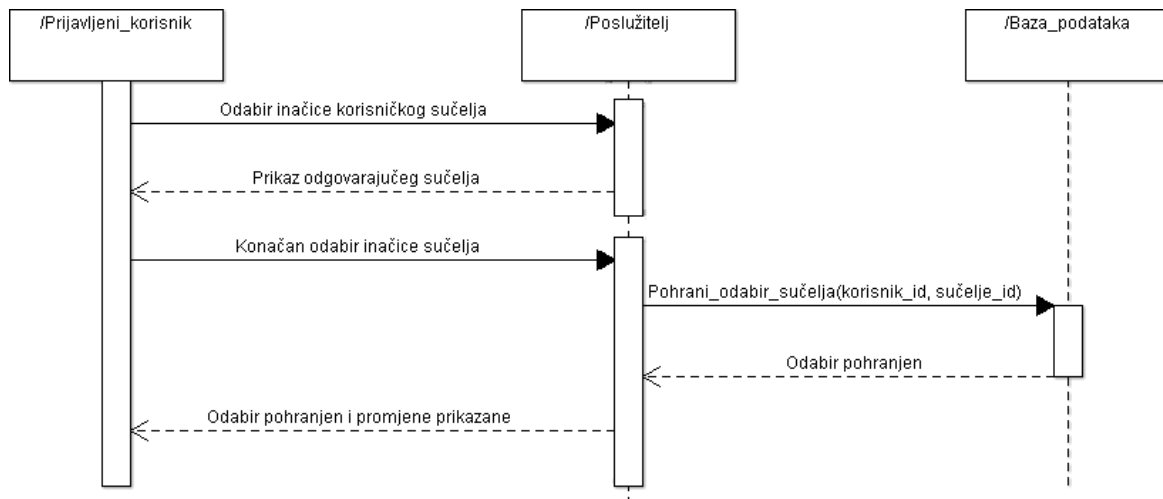 /Prijavljeni_korisnik
/Poslužitelj
/Baza_podataka
Odabir inačice korisničkog sučelja
Prikaz odgovarajućeg sučelja
Konačan odabir inačice sučelja
Pohrani_odabir_sučelja(korisnik_id, sučelje_id)
Odabir pohranjen
Odabir pohranjen i promjene prikazane